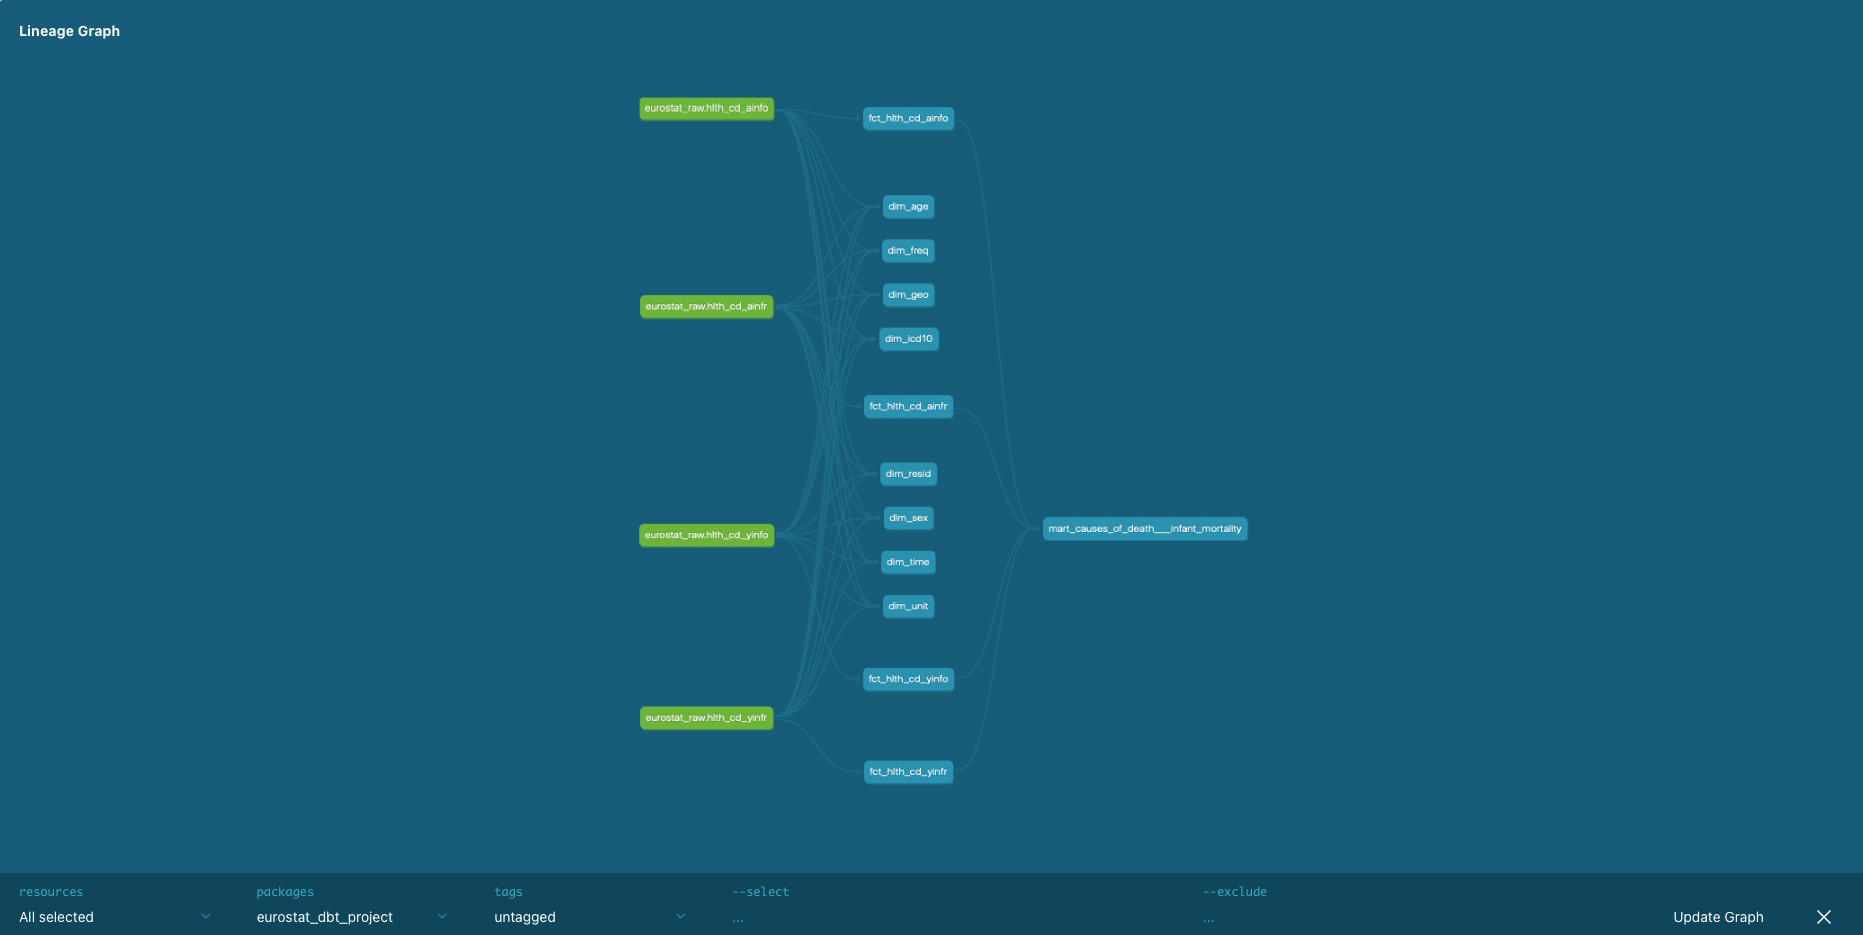 Lineage Graph
eurostat_raw.hlth_cd_ainfo
fct_hlth_cd_ainfo
dim_age
dim_freq
dim_geo
eurostat_raw.hlth_cd_ainfr
dim_icd10
fct_hlth_cd_ainfr
dim_resid
dim_sex
mart_causes_of_death___infant_mortality
eurostat_raw.hlth_cd_yinfo
dim_time
dim_unit
fct_hlth_cd_yinfo
eurostat_raw.hlth_cd_yinfr
fct_hlth_cd_yinfr
resources
packages
tags
--select
--exclude
All selected
eurostat_dbt_project
untagged
...
...
Update Graph